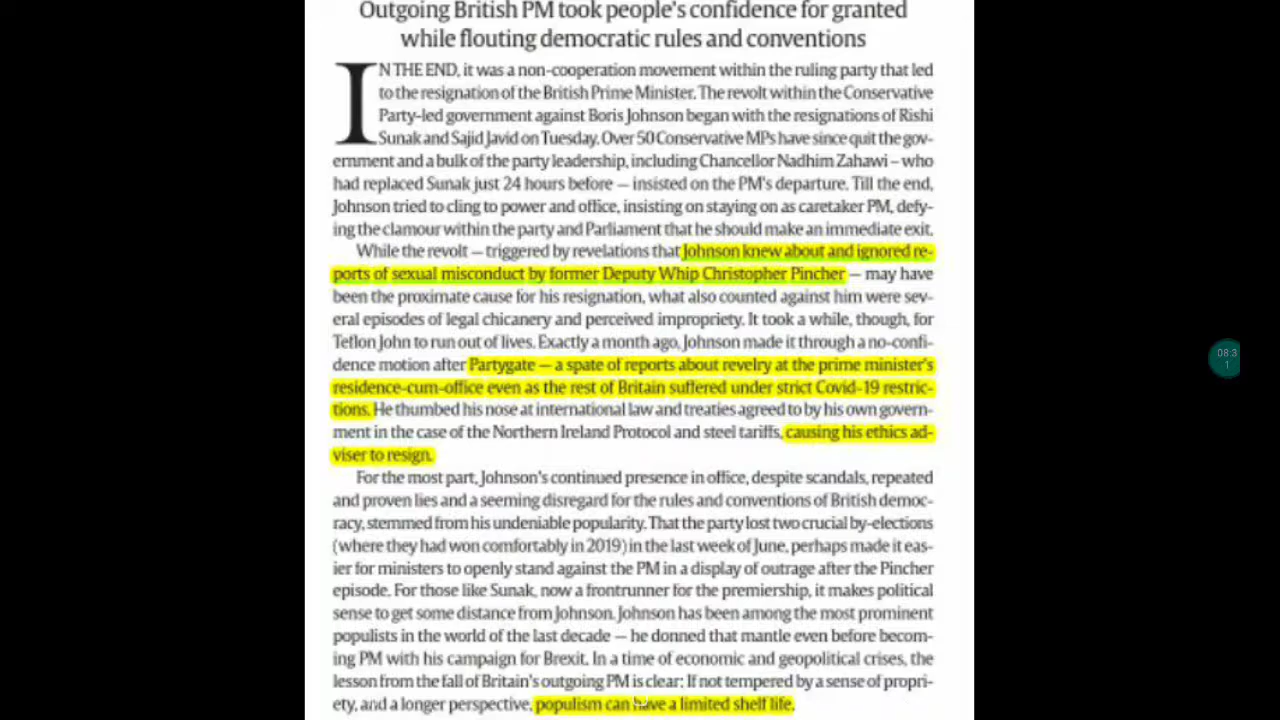 Outgoing British PM took people's confidence for granted
while flouting democratic rules and conventions
IN THE END, it was a non-cooperation movement within the ruling party that led
to the resignation of the British Prime Minister. The revolt within the Conservative
Party-led government against Boris Johnson began with the resignations of Rishi
Sunak and Sajid Javid on Tuesday. Over 50 Conservative MPs have since quit the gov-
ernment and a bulk of the party leadership, including Chancellor Nadhim Zahawi – who
had replaced Sunak just 24 hours before — insisted on the PM's departure. Till the end,
Johnson tried to cling to power and office, insisting on staying on as caretaker PM, defy-
ing the clamour within the party and Parliament that he should make an immediate exit.
While the revolt — triggered by revelations that Johnson knew about and ignored re-
ports of sexual misconduct by former Deputy Whip Christopher Pincher — may have
been the proximate cause for his resignation, what also counted against him were sev-
eral episodes of legal chicanery and perceived impropriety. It took a while, though, for
Teflon John to run out of lives. Exactly a month ago, Johnson made it through a no-confi-
dence motion after Partygate — a spate of reports about revelry at the prime minister's
residence-cum-office even as the rest of Britain suffered under strict Covid-19 restric-
tions. He thumbed his nose at international law and treaties agreed to by his own govern-
ment in the case of the Northern Ireland Protocol and steel tariffs, causing his ethics ad-
viser to resign.
For the most part, Johnson's continued presence in office, despite scandals, repeated
and proven lies and a seeming disregard for the rules and conventions of British democ-
racy, stemmed from his undeniable popularity. That the party lost two crucial by-elections
(where they had won comfortably in 2019) in the last week of June, perhaps made it eas-
ier for ministers to openly stand against the PM in a display of outrage after the Pincher
episode. For those like Sunak, now a frontrunner for the premiership, it makes political
sense to get some distance from Johnson. Johnson has been among the most prominent
populists in the world of the last decade — he donned that mantle even before becom-
ing PM with his campaign for Brexit. In a time of economic and geopolitical crises, the
lesson from the fall of Britain's outgoing PM is clear: If not tempered by a sense of propri-
ety, and a longer perspective, populism can have a limited shelf life.
08:3
1